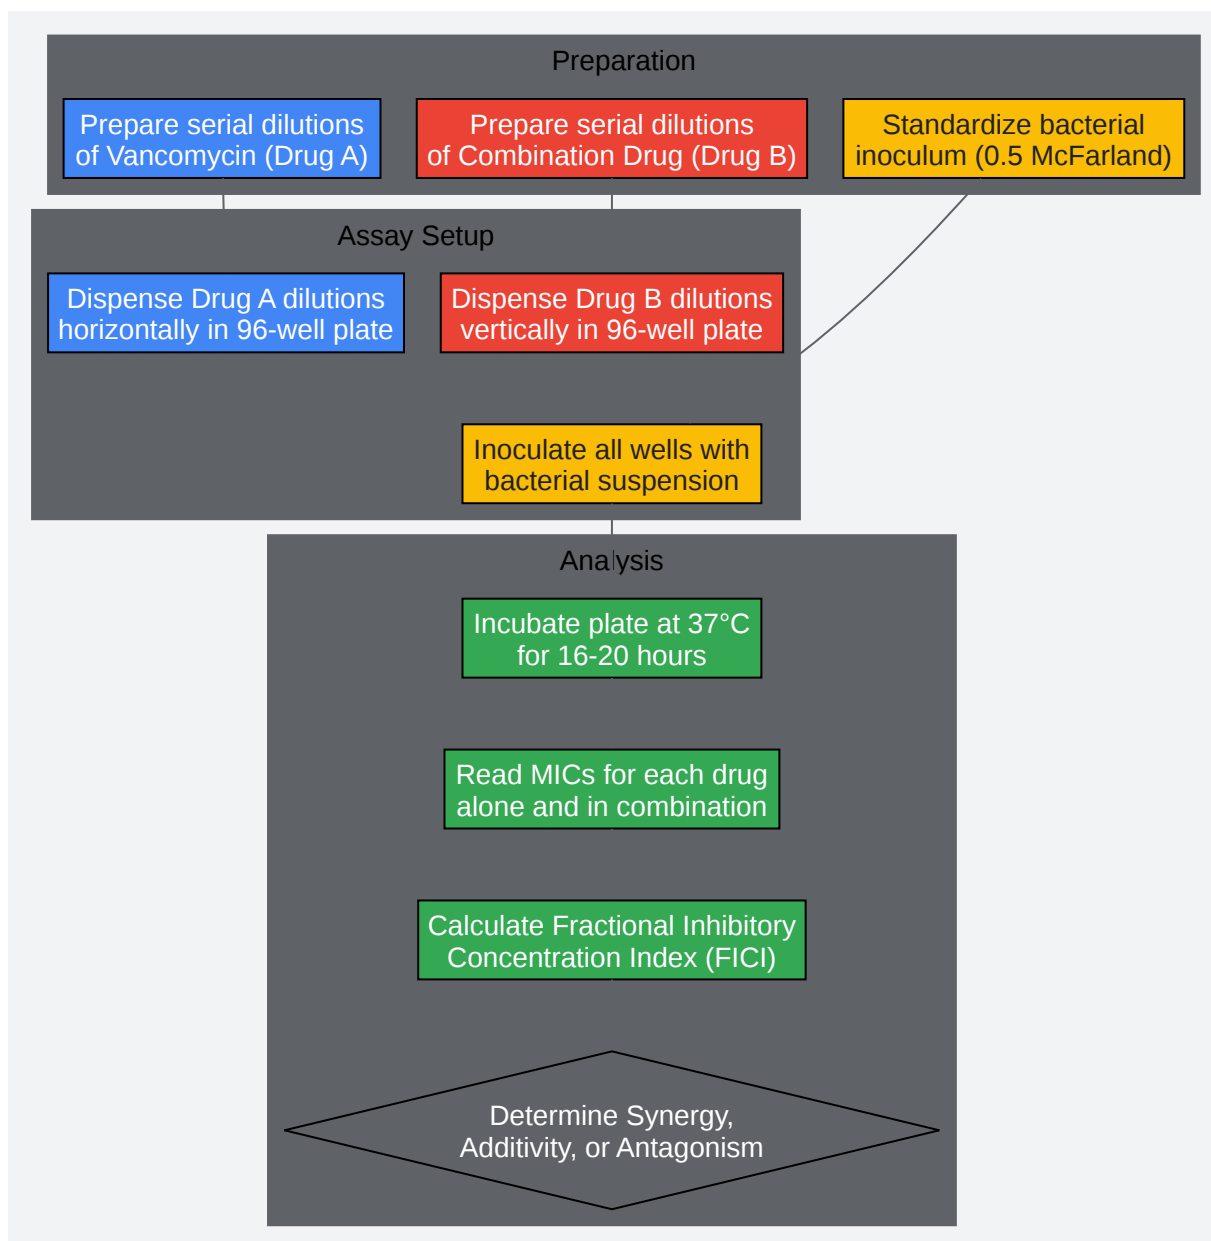 Preparation
Prepare serial dilutions
of Vancomycin (Drug A)
Prepare serial dilutions
of Combination Drug (Drug B)
Standardize bacterial
inoculum (0.5 McFarland)
Assay Setup
Dispense Drug A dilutions
horizontally in 96-well plate
Dispense Drug B dilutions
vertically in 96-well plate
Inoculate all wells with
bacterial suspension
Analysis
Incubate plate at 37°C
for 16-20 hours
Read MICs for each drug
alone and in combination
Calculate Fractional Inhibitory
Concentration Index (FICI)
Determine Synergy,
Additivity, or Antagonism